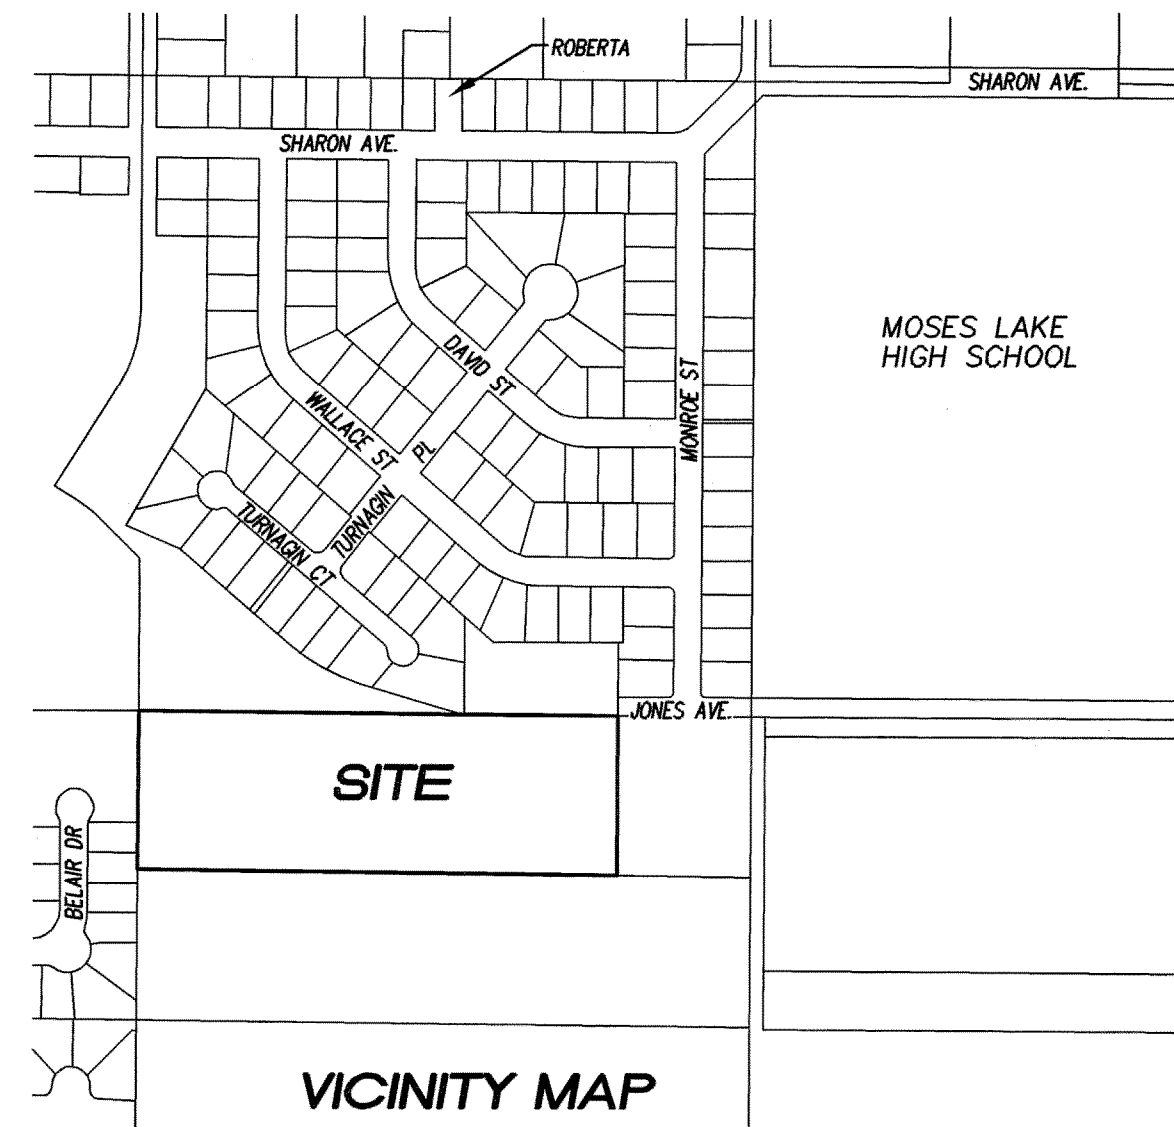 ROBERTA
SHARON AVE.
SHARON AVE.
MOSES LAKE
HIGH SCHOOL
DAVID ST
MONROE ST
WALLACE ST
PL
TURNAGIN
TURNAGIN CT
JONES AVE.
SITE
BELAIR DR
VICINITY MAP